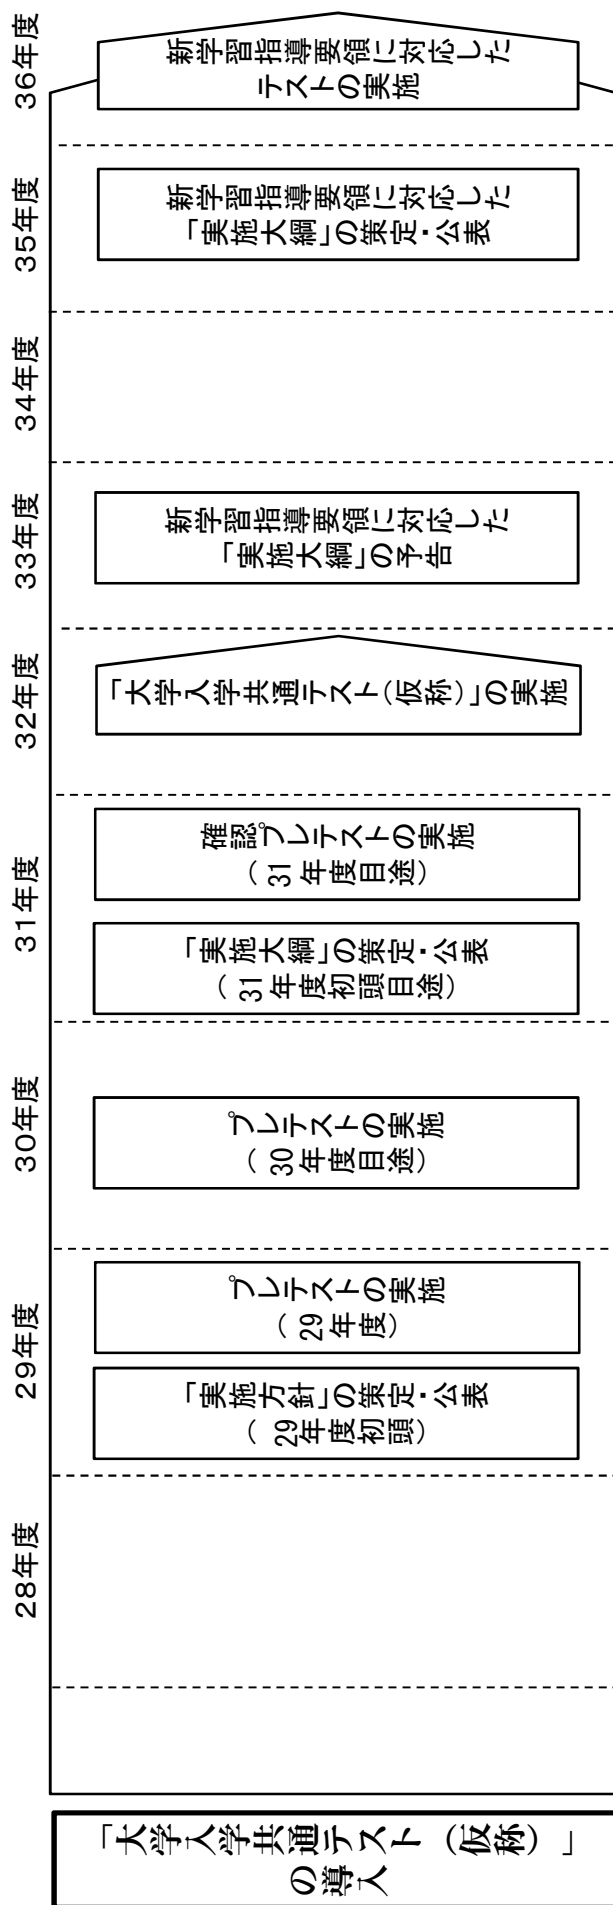 「大学入学共通テスト（仮称）」
の導入
28年度
29年度
「実施方針」の策定・公表
（ 29年度初頭）
プレテストの実施
（ 29 年度）
30年度
プレテストの実施
（ 30 年度目途）
31年度
「実施大綱」の策定・公表
（ 31 年度初頭目途）
確認プレテストの実施
（ 31 年度目途）
32年度
「大学入学共通テスト（仮称）」の実施
33年度
新学習指導要領に対応した
「実施大綱」の予告
34年度
35年度
新学習指導要領に対応した
「実施大綱」の策定・公表
36年度
新学習指導要領に対応した
テストの実施